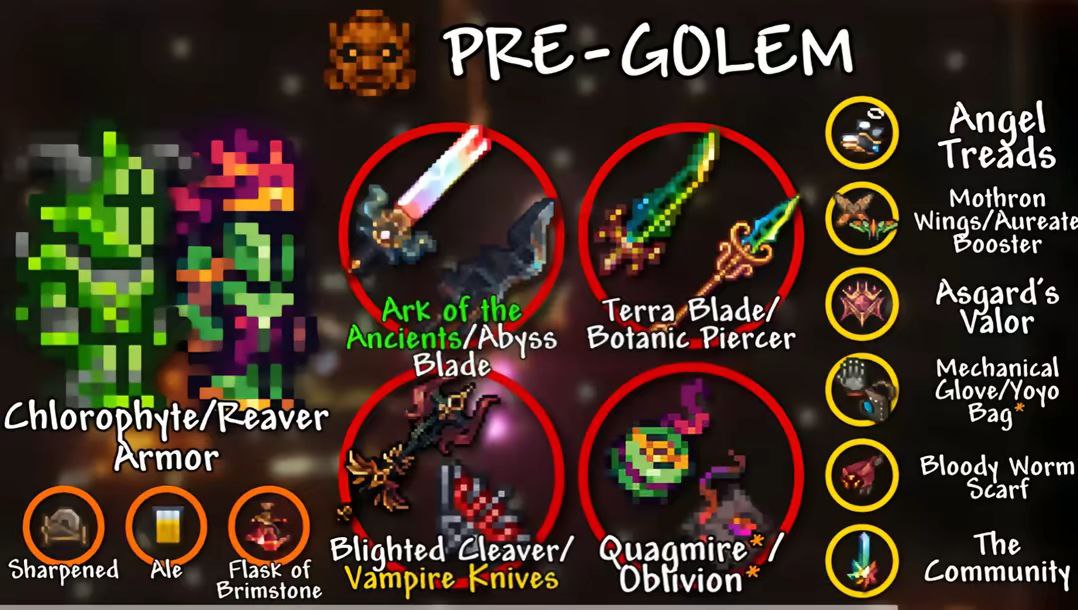 PRE-GOLEM
Chlorophyte/Reaver
Armor
Sharpened
Ale
Flask of
Brimstone
Ark of the
Ancients/Abyss
Blade
Terra Blade/
Botanic Piercer
Blighted Cleaver/
Vampire Knives
Quagmire*/
Oblivion*
Angel
Treads
Mothron
Wings/Aureate
Booster
Asgard's
Valor
Mechanical
Glove/Yoyo
Bag*
Bloody Worm
Scarf
The
Community